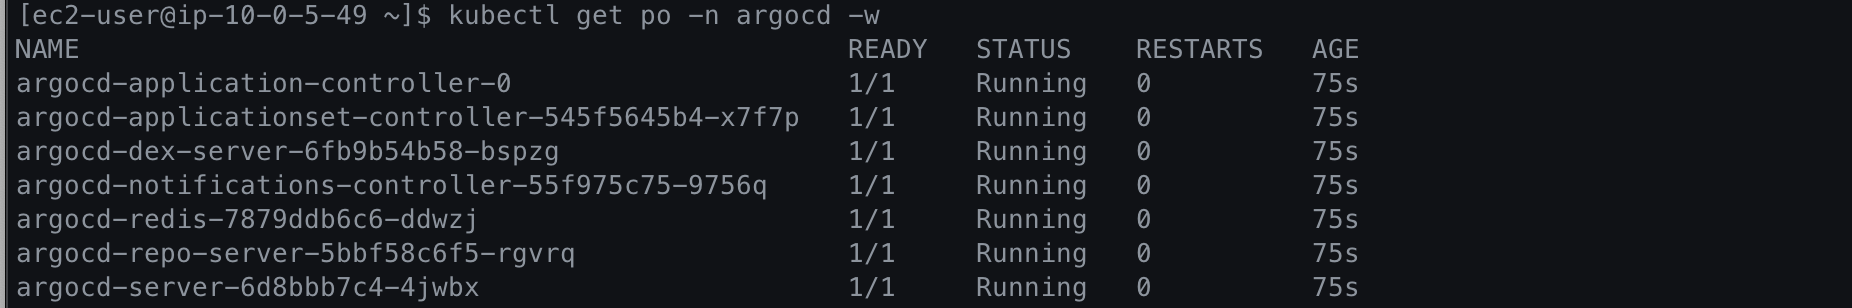 [ec2-user@ip-10-0-5-49 ~]$ kubectl get po -n argocd -w
NAME READY STATUS RESTARTS AGE
argocd-application-controller-0 1/1 Running 0 75s
argocd-applicationset-controller-545f5645b4-x7f7p 1/1 Running 0 75s
argocd-dex-server-6fb9b54b58-bspzg 1/1 Running 0 75s
argocd-notifications-controller-55f975c75-9756q 1/1 Running 0 75s
argocd-redis-7879ddb6c6-ddwzj 1/1 Running 0 75s
argocd-repo-server-5bbf58c6f5-rgvrq 1/1 Running 0 75s
argocd-server-6d8bbb7c4-4jwbx 1/1 Running 0 75s